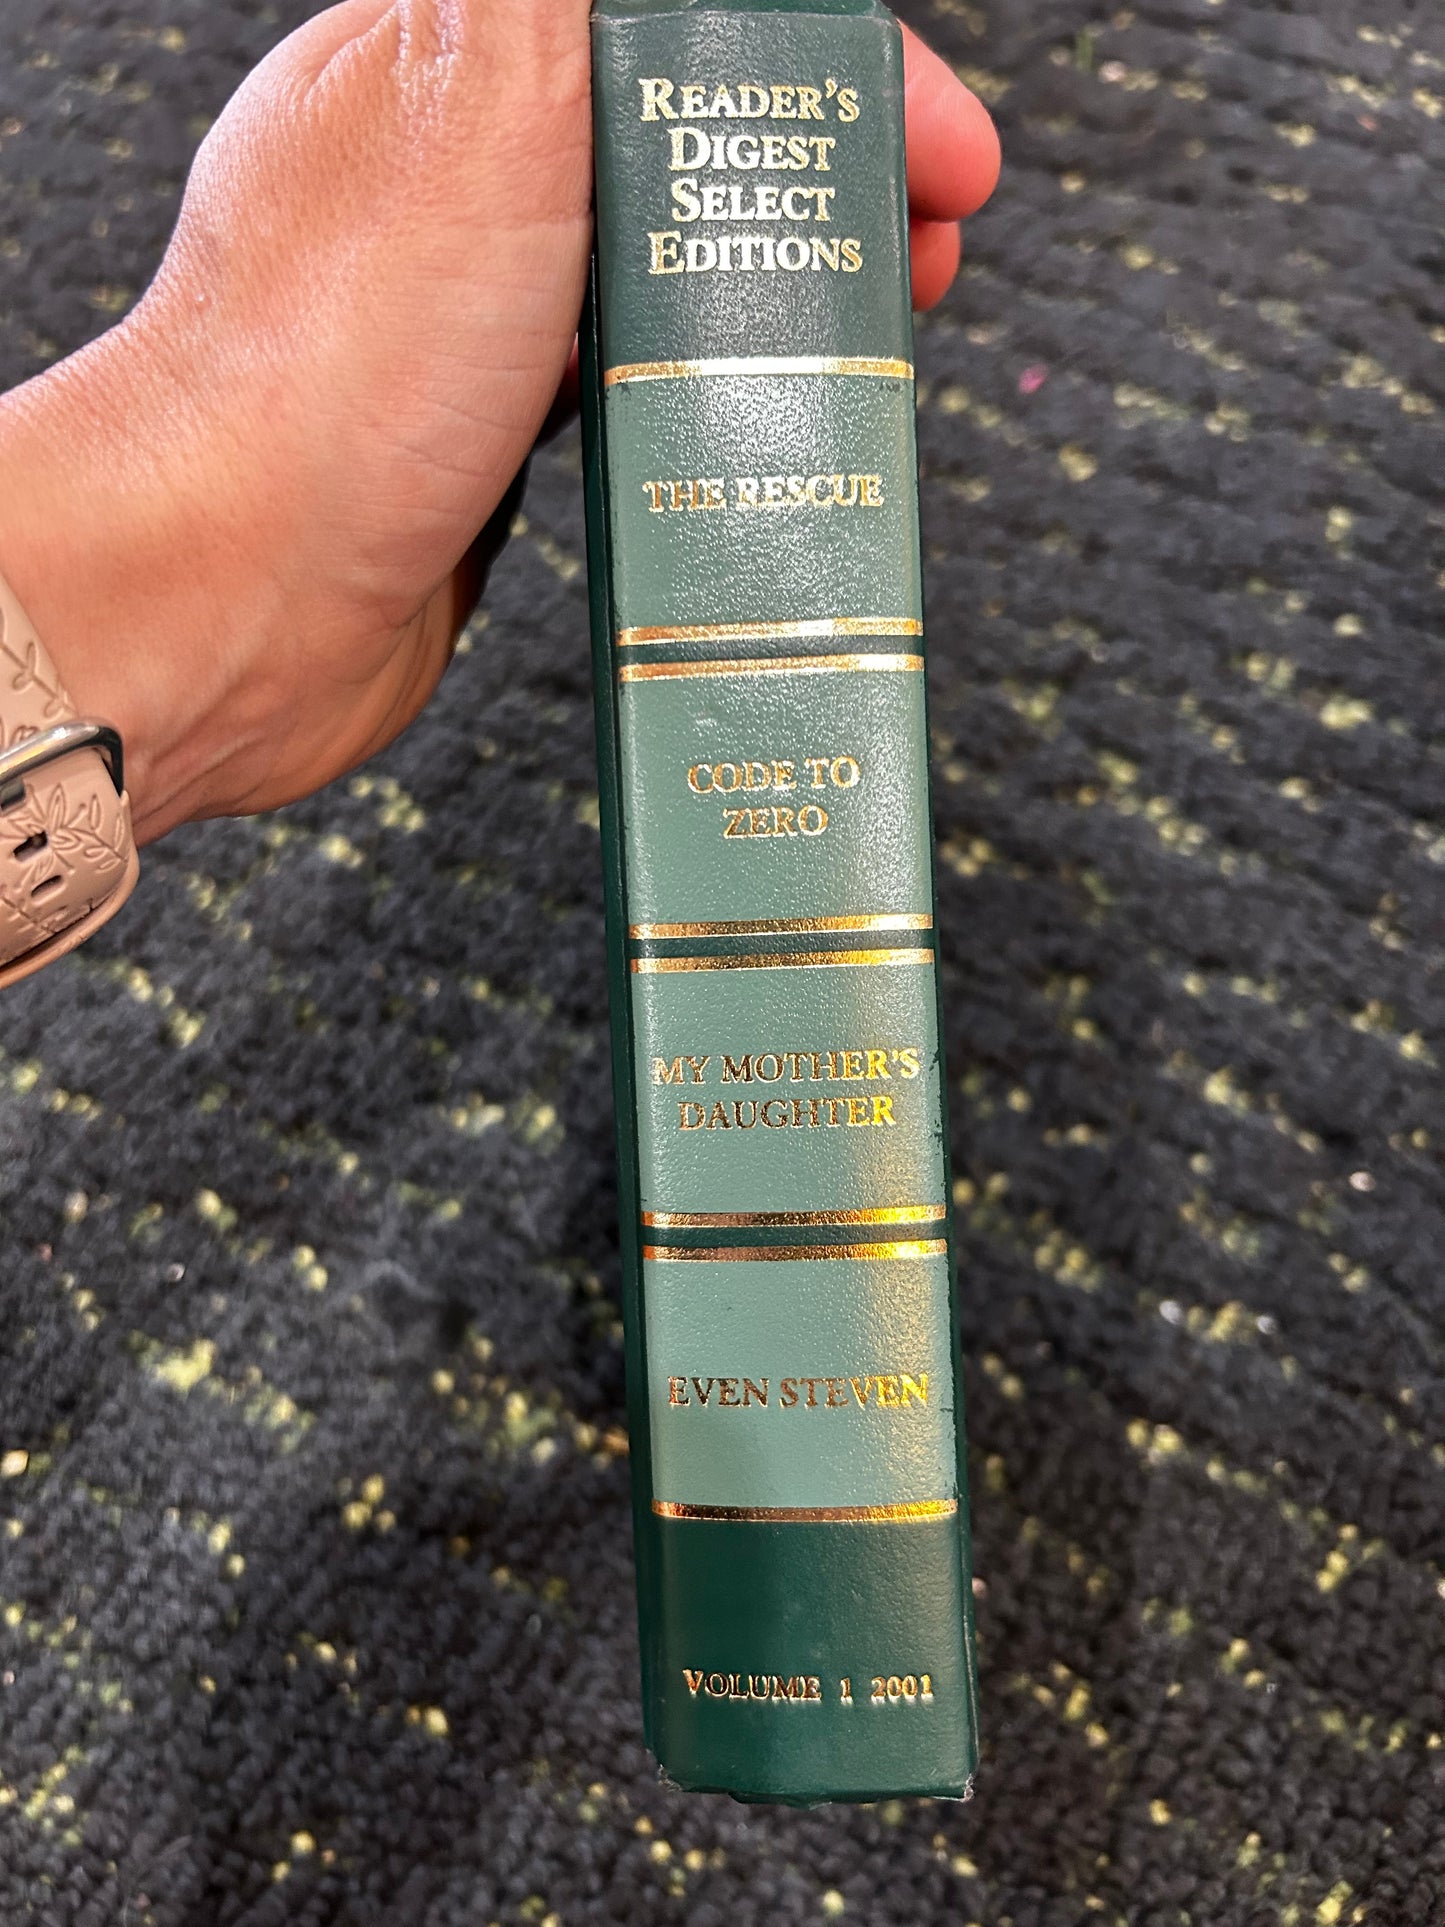 READER'S
DIGEST
SELECT
EDITIONS
THE RESCUE
CODE TO
ZERO
MY MOTHER'S
DAUGHTER
EVEN STEVEN
VOLUME 1 2001